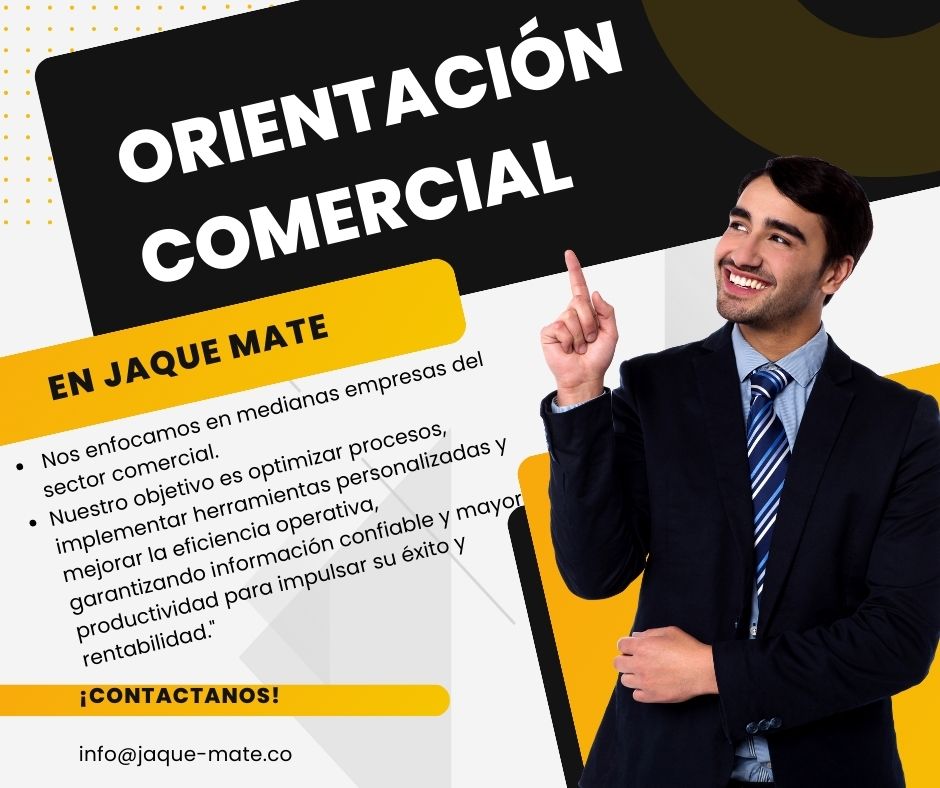 ORIENTACIÓN
COMERCIAL
EN JAQUE MATE
• Nos enfocamos en medianas empresas del
sector comercial.
• Nuestro objetivo es optimizar procesos,
implementar herramientas personalizadas y
mejorar la eficiencia operativa,
garantizando información confiable y mayor
productividad para impulsar su éxito y
rentabilidad."
¡CONTACTANOS!
info@jaque-mate.co